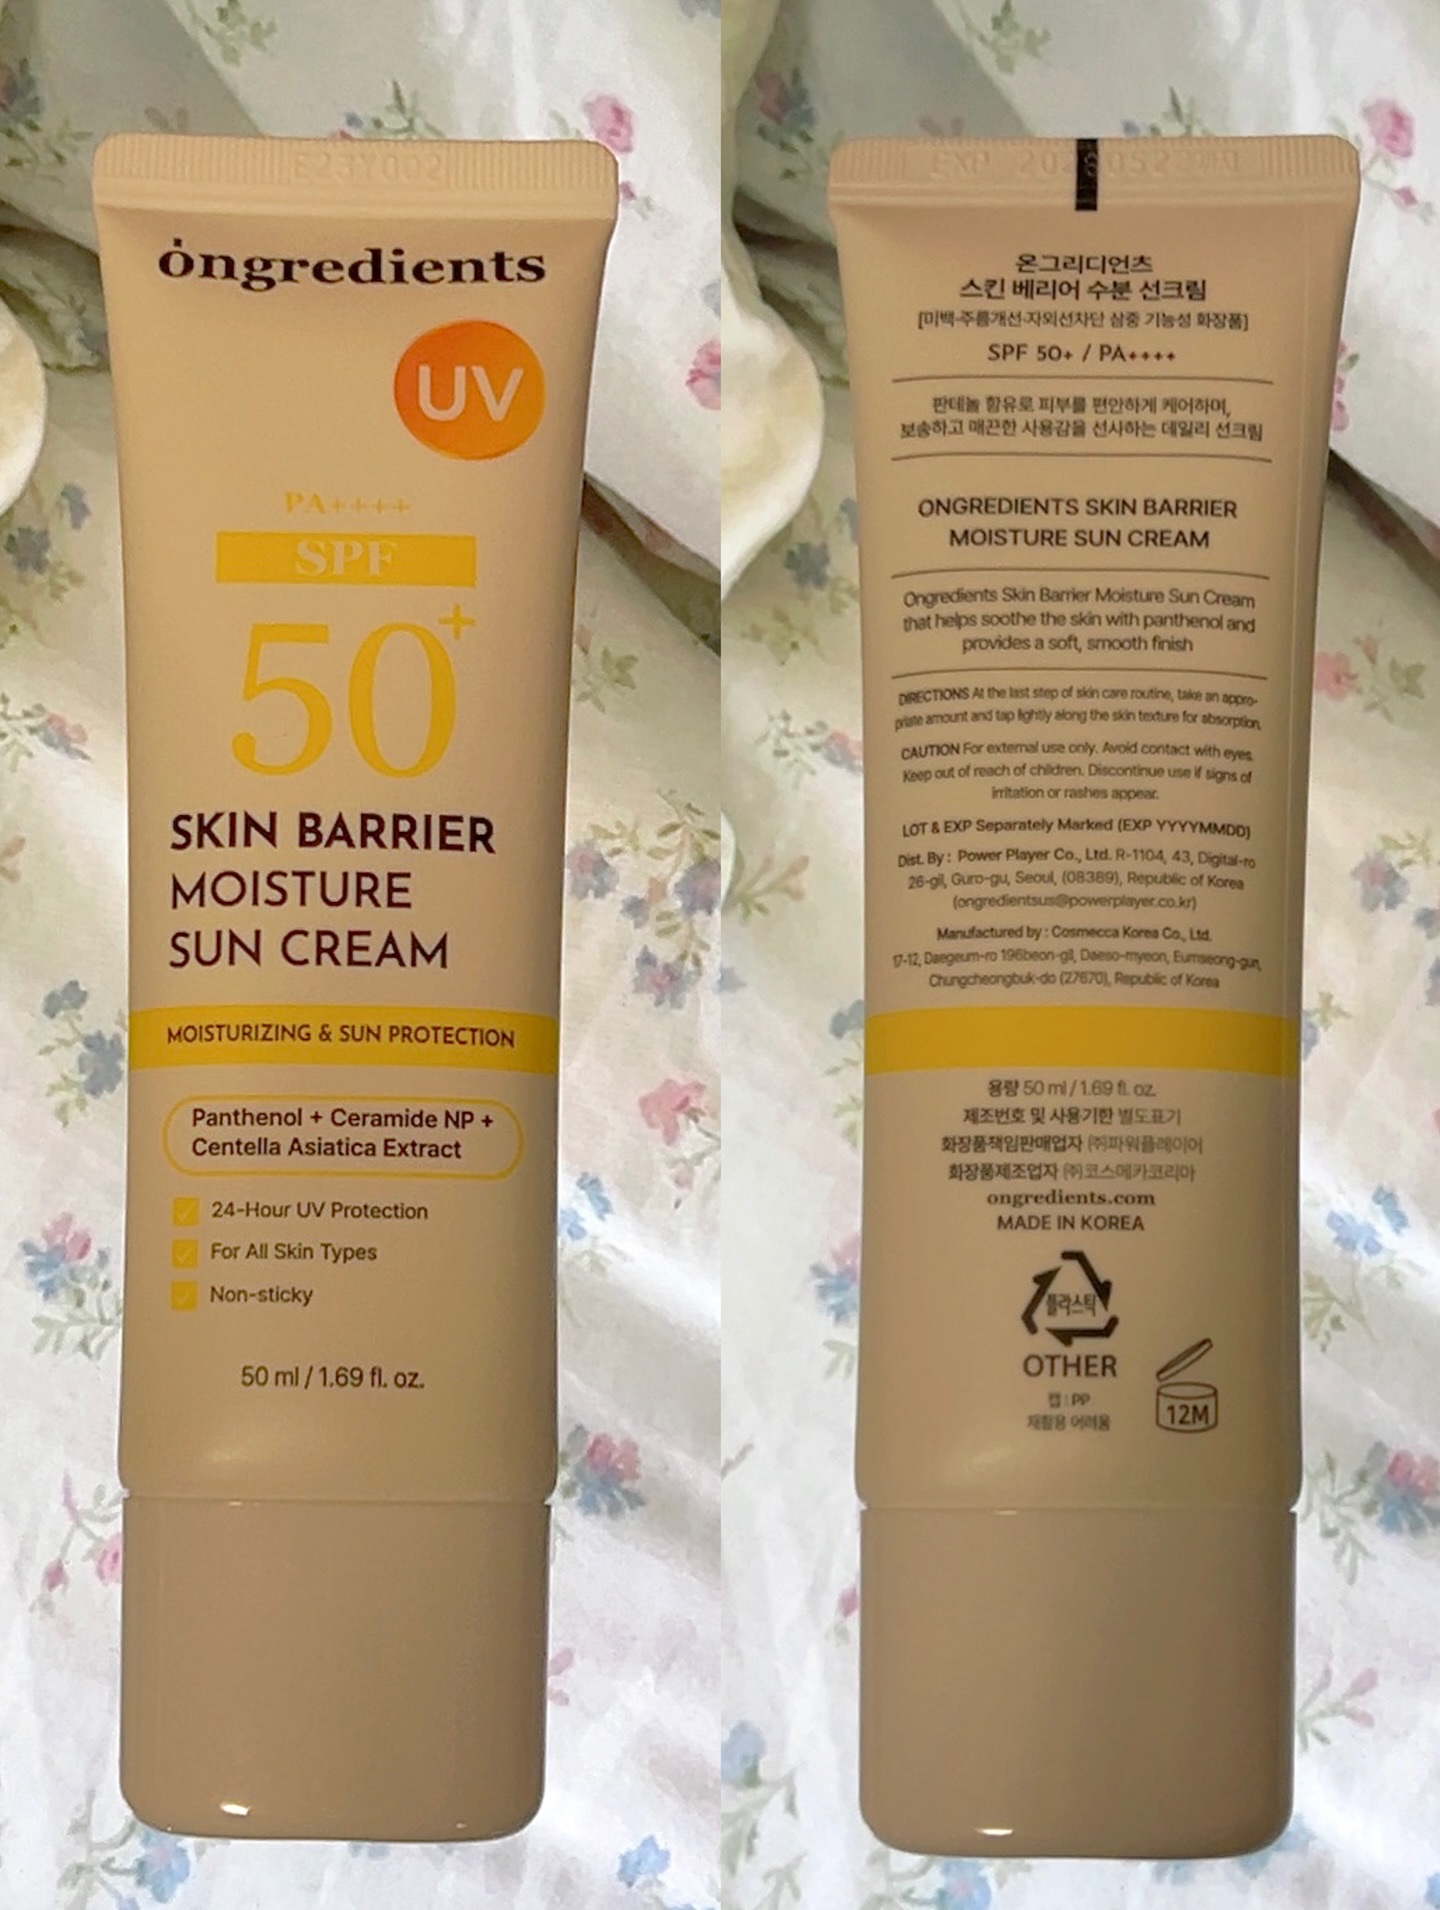 E23Y002
óngredients
UV
PA++++
SPF
50+
SKIN BARRIER
MOISTURE
SUN CREAM
MOISTURIZING & SUN PROTECTION
Panthenol + Ceramide NP +
Centella Asiatica Extract
24-Hour UV Protection
For All Skin Types
Non-sticky
50 ml / 1.69 fl. oz.
EXP
온그리디언츠
스킨 베리어 수분 선크림
[미백·주름개선·자외선차단 삼중 기능성 화장품]
SPF 50+ / PA++++
판테놀 함유로 피부를 편안하게 케어하며,
보송하고 매끈한 사용감을 선사하는 데일리 선크림
ONGREDIENTS SKIN BARRIER
MOISTURE SUN CREAM
Ongredients Skin Barrier Moisture Sun Cream
that helps soothe the skin with panthenol and
provides a soft, smooth finish
DIRECTIONS At the last step of skin care routine, take an appro-
priate amount and tap lightly along the skin texture for absorption.
CAUTION For external use only. Avoid contact with eyes.
Keep out of reach of children. Discontinue use if signs of
irritation or rashes appear.
LOT & EXP Separately Marked (EXP YYYYMMDD)
Dist. By : Power Player Co., Ltd. R-1104, 43, Digital-ro
26-gil, Guro-gu, Seoul, (08389), Republic of Korea
(ongredientsus@powerplayer.co.kr)
Manufactured by : Cosmecca Korea Co., Ltd.
17-12, Daegeum-ro 196beon-gil, Daeso-myeon, Eumseong-gun,
Chungcheongbuk-do (27670), Republic of Korea
용량 50 ml / 1.69 fl. oz.
제조번호 및 사용기한 별도표기
화장품책임판매업자 ㈜파워플레이어
화장품제조업자 ㈜코스메카코리아
ongredients.com
MADE IN KOREA
플라스틱
OTHER
캡 : PP
재활용 어려움
12M